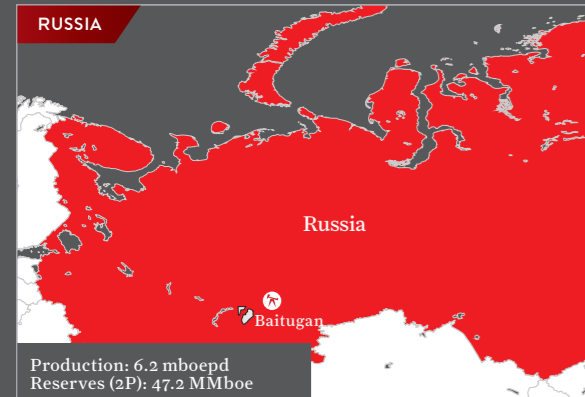 RUSSIA
Russia
Baitugan
Production: 6.2 mboepd
Reserves (2P): 47.2 MMboe